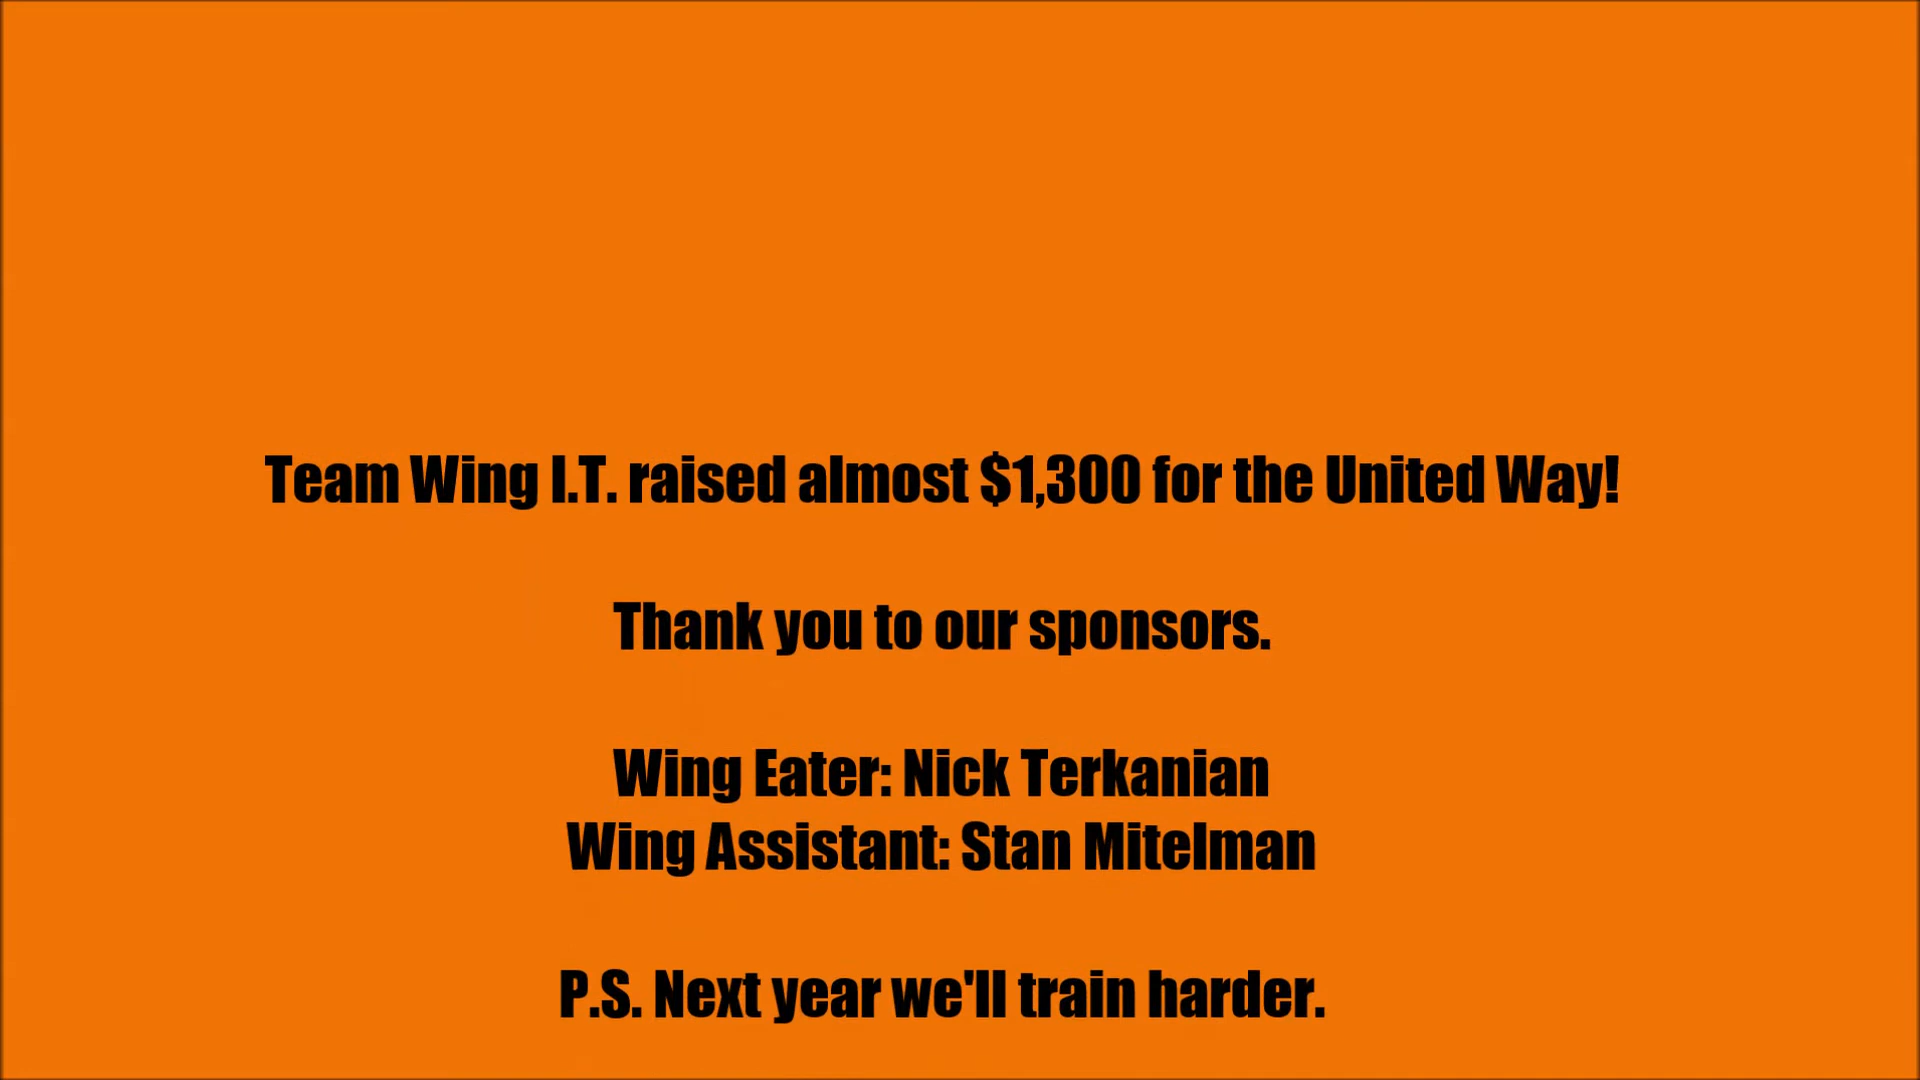 Team Wing I.T. raised almost $1,300 for the United Way!
Thank you to our sponsors.
Wing Eater: Nick Terkanian
Wing Assistant: Stan Mitelman
P.S. Next year we'll train harder.